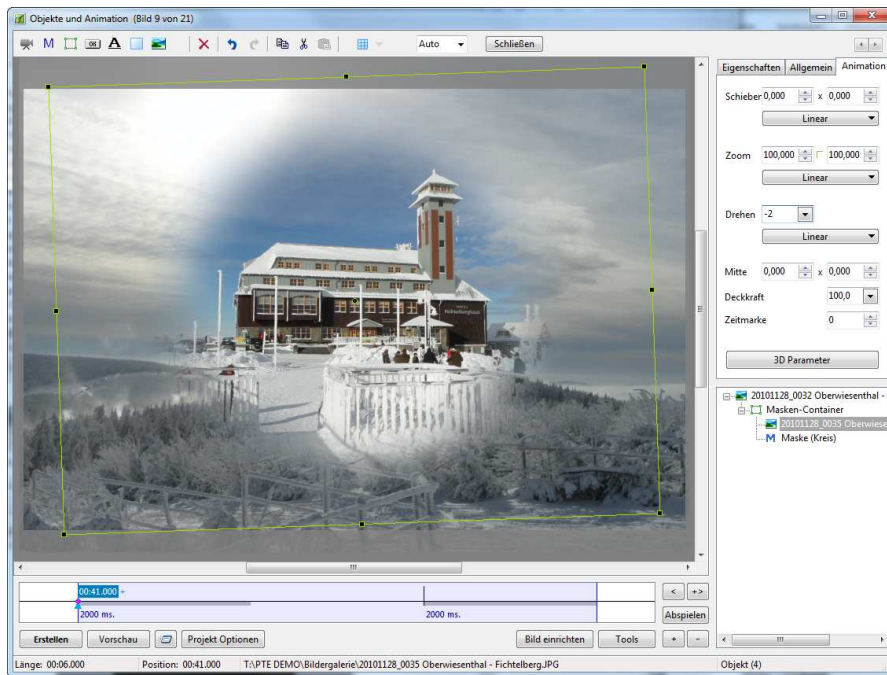 Objekte und Animation (Bild 9 von 21)
M
OK
A
Auto
Schließen
Eigenschaften Allgemein Animation
Schieber 0,000 x 0,000
Linear
Zoom 100,000 100,000
Linear
Drehen -2
Linear
Mitte 0,000 x 0,000
Deckkraft 100,0
Zeitmarke 0
3D Parameter
20101128_0032 Oberwiesenthal -
Masken-Container
20101128_0035 Oberwiese
M Maske (Kreis)
Fichtelberghaus
00:41.000
2000 ms. 2000 ms.
< +>
Abspielen
Erstellen Vorschau Projekt Optionen Bild einrichten Tools + -
Länge: 00:06.000 Position: 00:41.000 T:\PTE DEMO\Bildergalerie\20101128_0035 Oberwiesenthal - Fichtelberg.JPG Objekt (4)